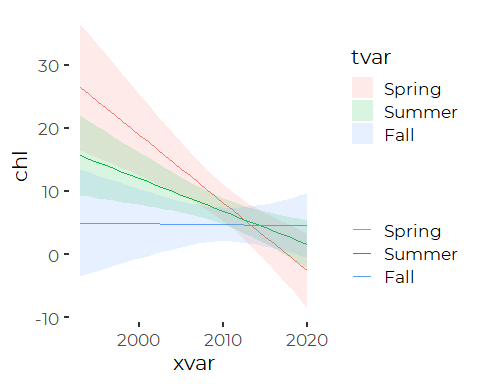 30
20
10
0
-10
chl
2000
2010
2020
xvar
tvar
Spring
Summer
Fall
Spring
Summer
Fall